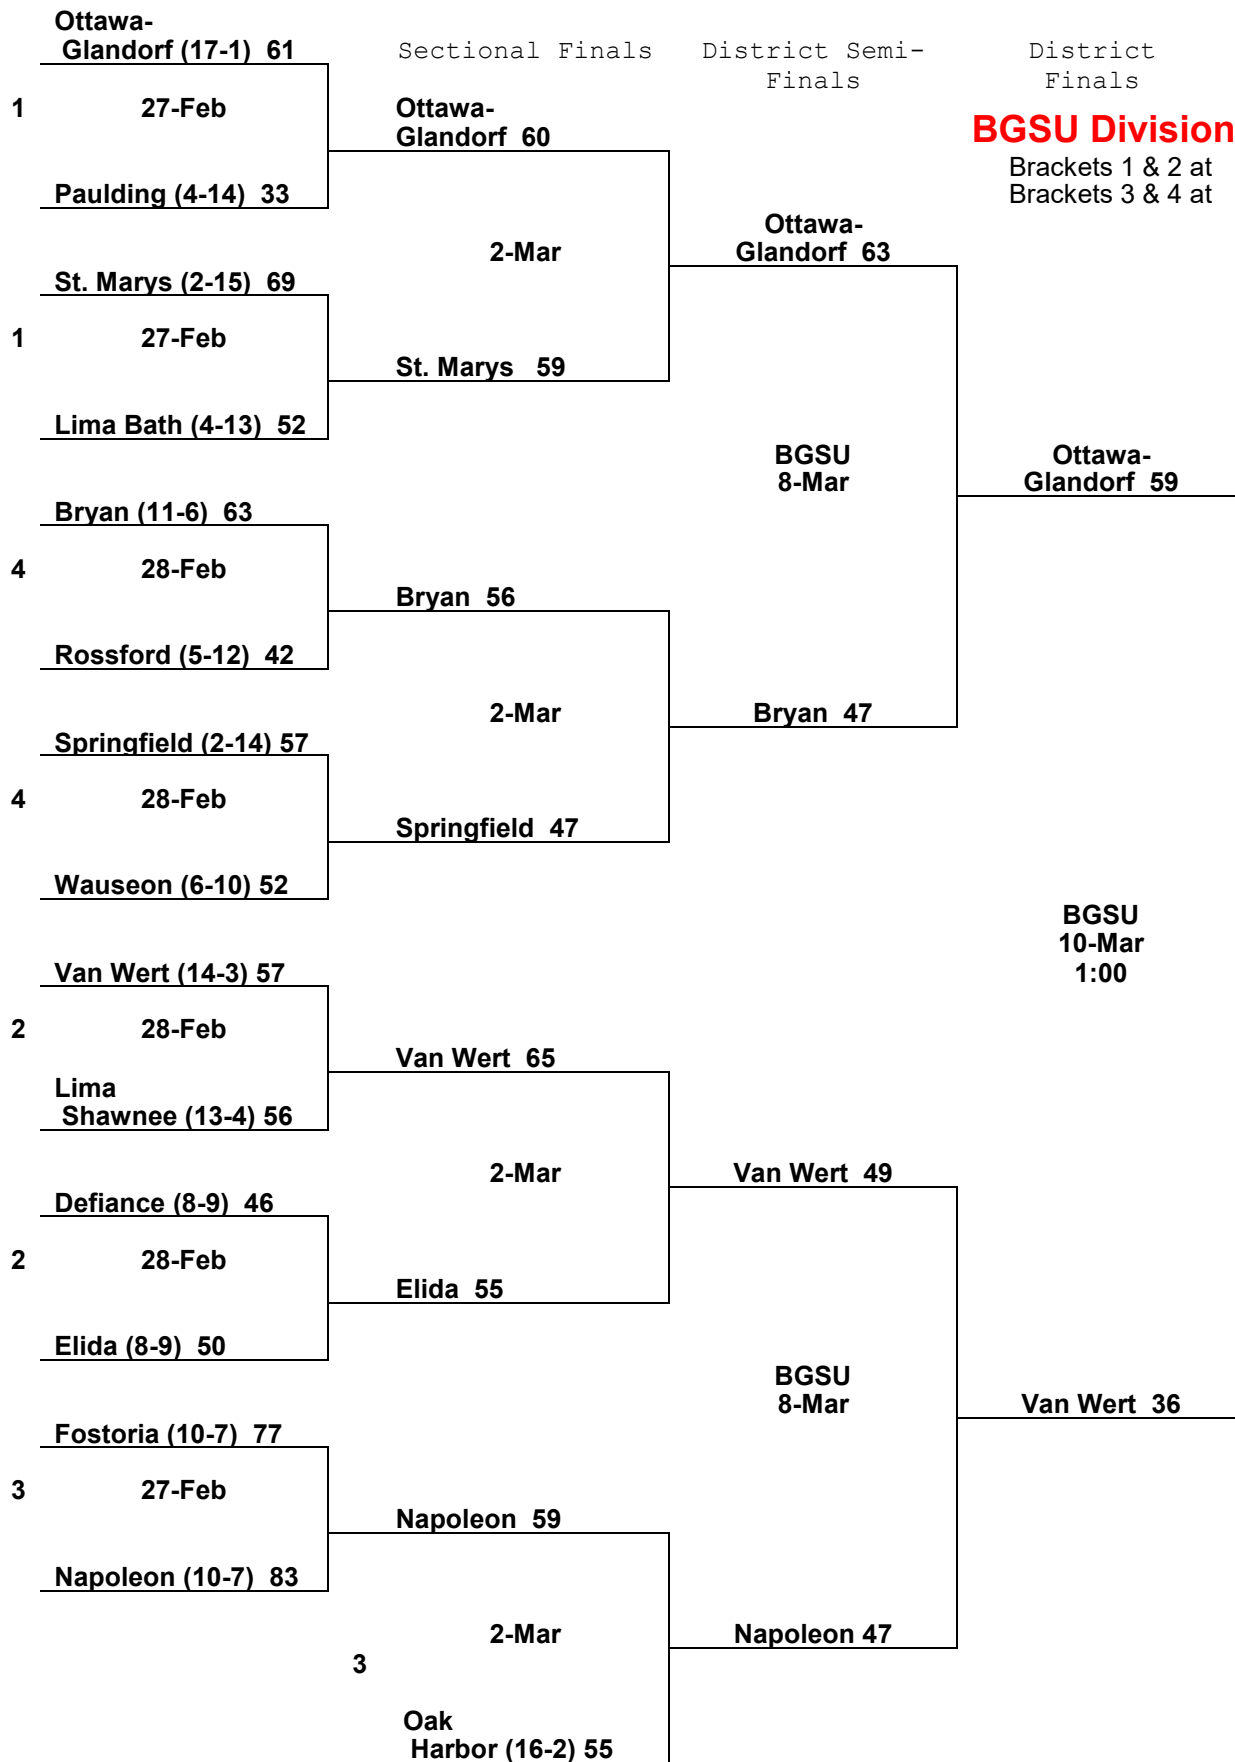 Ottawa-
Glandorf (17-1) 61
Sectional Finals
District Semi-
Finals
District
Finals
1
27-Feb
Ottawa-
Glandorf 60
BGSU Division
Brackets 1 & 2 at
Brackets 3 & 4 at
Paulding (4-14) 33
2-Mar
Ottawa-
Glandorf 63
St. Marys (2-15) 69
1
27-Feb
St. Marys 59
Lima Bath (4-13) 52
BGSU
8-Mar
Ottawa-
Glandorf 59
Bryan (11-6) 63
4
28-Feb
Bryan 56
Rossford (5-12) 42
2-Mar
Bryan 47
Springfield (2-14) 57
4
28-Feb
Springfield 47
Wauseon (6-10) 52
BGSU
10-Mar
1:00
Van Wert (14-3) 57
2
28-Feb
Van Wert 65
Lima
Shawnee (13-4) 56
2-Mar
Van Wert 49
Defiance (8-9) 46
2
28-Feb
Elida 55
Elida (8-9) 50
BGSU
8-Mar
Van Wert 36
Fostoria (10-7) 77
3
27-Feb
Napoleon 59
Napoleon (10-7) 83
2-Mar
Napoleon 47
3
Oak
Harbor (16-2) 55